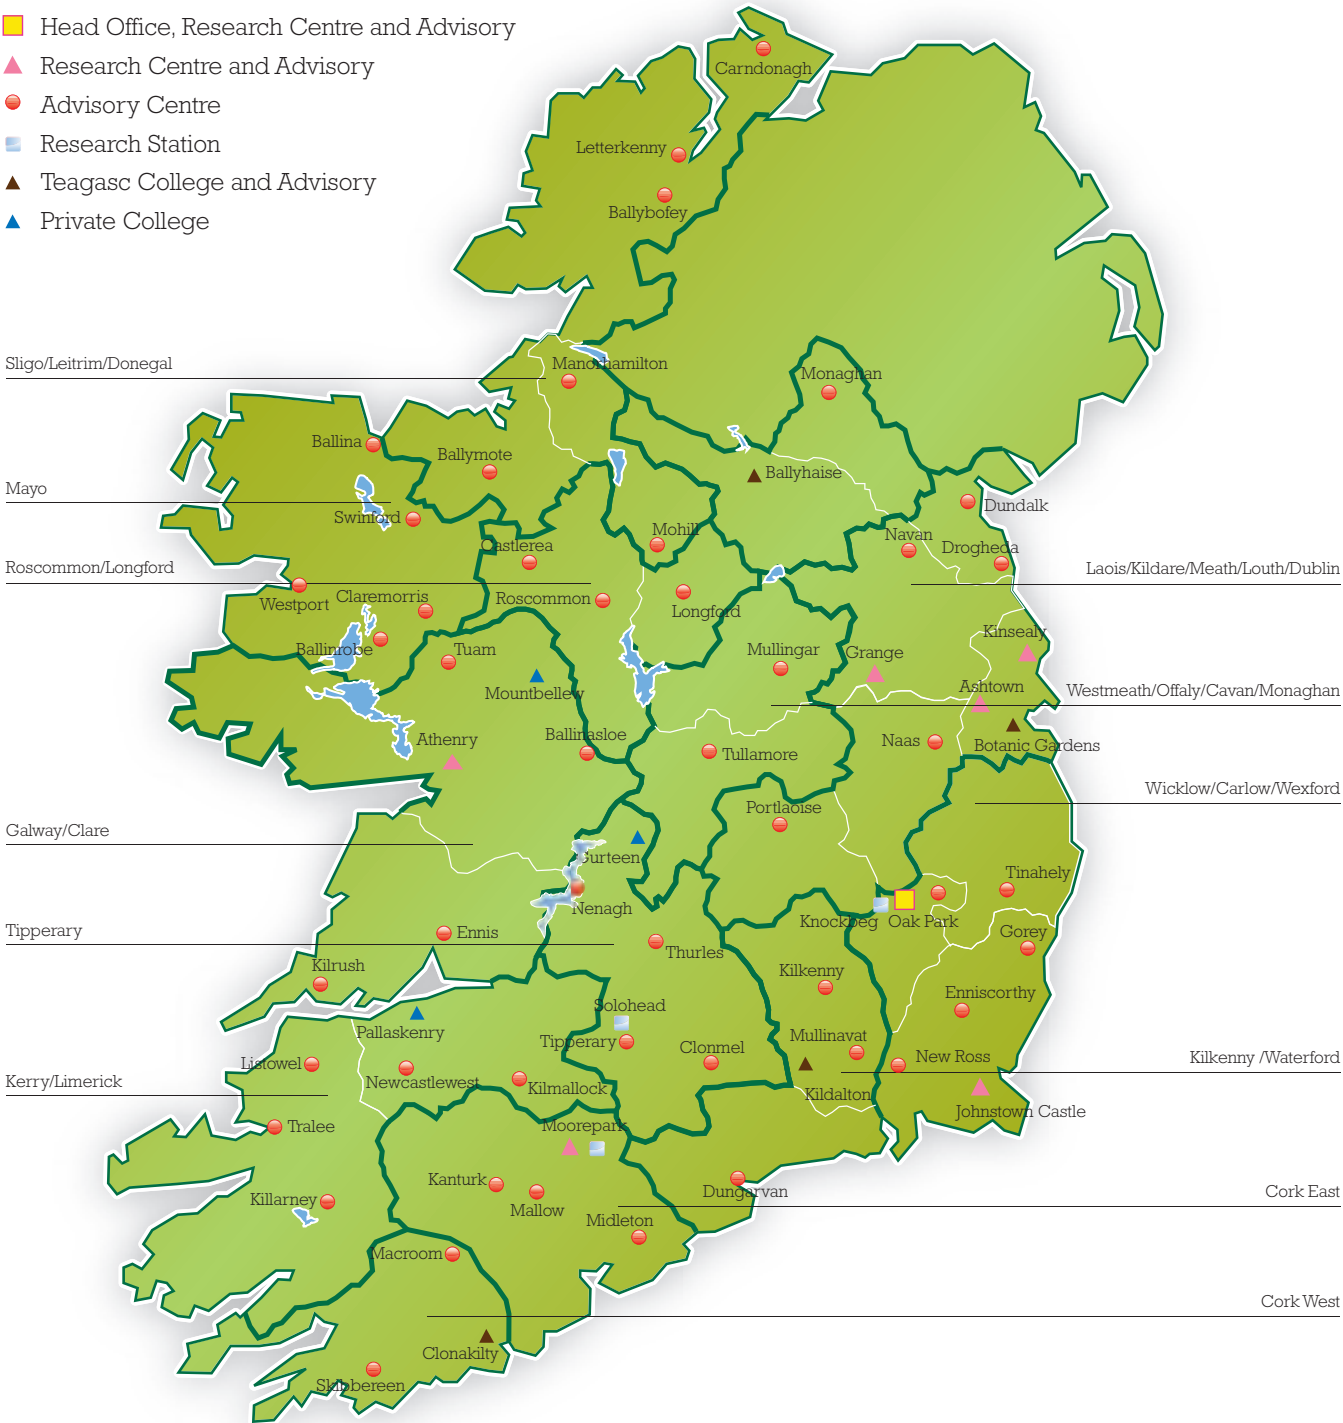 Head Office, Research Centre and Advisory
Research Centre and Advisory
Advisory Centre
Research Station
Teagasc College and Advisory
Private College
Carndonagh
Letterkenny
Ballybofey
Sligo/Leitrim/Donegal
Manorhamilton
Monaghan
Ballina
Ballymote
Ballyhaise
Mayo
Dundalk
Swinford
Mohill
Navan
Castlerea
Drogheda
Roscommon/Longford
Laois/Kildare/Meath/Louth/Dublin
Westport
Claremorris
Roscommon
Longford
Kinsealy
Ballinrobe
Tuam
Mullingar
Grange
Mountbellew
Ashtown
Westmeath/Offaly/Cavan/Monaghan
Athenry
Ballinasloe
Tullamore
Naas
Botanic Gardens
Wicklow/Carlow/Wexford
Portlaoise
Galway/Clare
Gurteen
Tinahely
Nenagh
Knockbeg
Oak Park
Tipperary
Ennis
Gorey
Thurles
Kilrush
Kilkenny
Enniscorthy
Solohead
Pallaskenry
Tipperary
Clonmel
Mullinavat
New Ross
Kilkenny /Waterford
Listowel
Kerry/Limerick
Newcastlewest
Kilmallock
Kildalton
Johnstown Castle
Tralee
Moorepark
Kanturk
Dungarvan
Cork East
Killarney
Mallow
Midleton
Macroom
Cork West
Clonakilty
Skibbereen